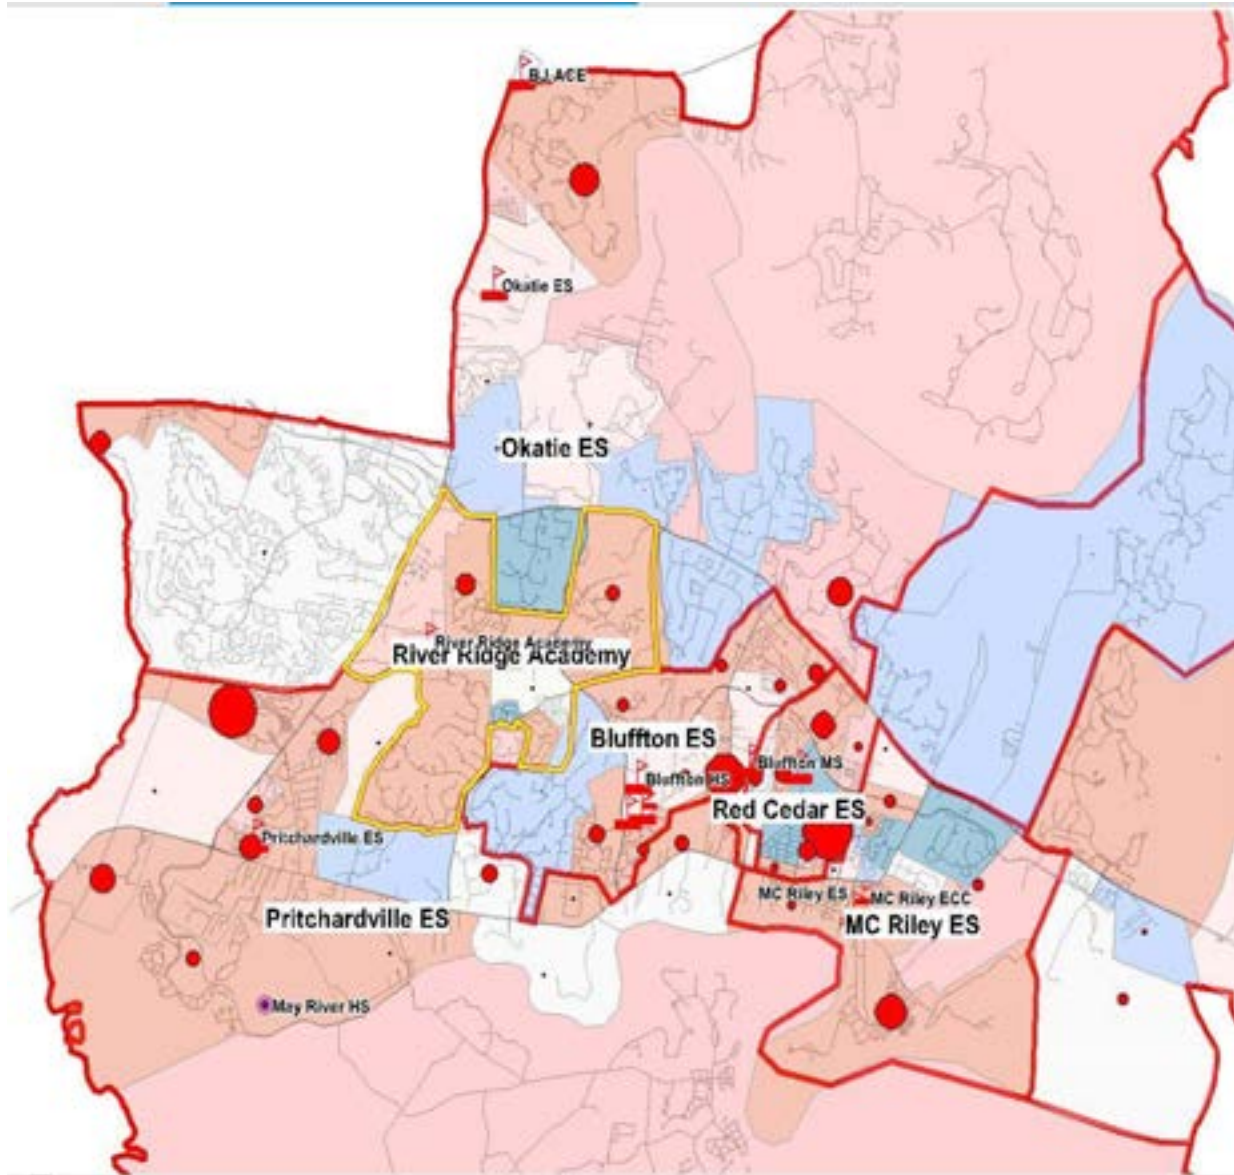 BJ ACE
Okatie ES
Okatie ES
River Ridge Academy
River Ridge Academy
Bluffton ES
Bluffton MS
Bluffton HS
Red Cedar ES
Pritchardville ES
MC Riley ES
MC Riley ECC
Pritchardville ES
MC Riley ES
May River HS